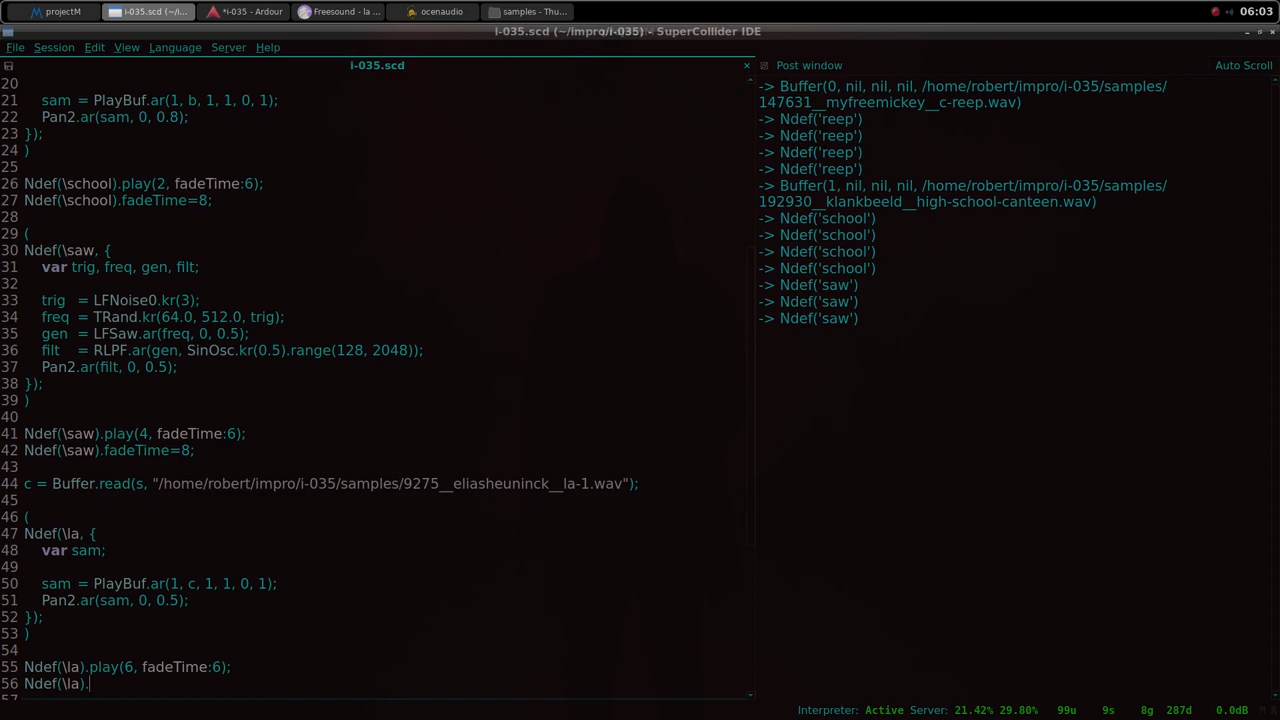 projectM
i-035.scd (~/i...
*i-035 - Ardour
Freesound - la ...
ocenaudio
samples - Thu...
06:03
i-035.scd (~/impro/i-035) - SuperCollider IDE
File Session Edit View Language Server Help
i-035.scd
20
21 sam = PlayBuf.ar(1, b, 1, 1, 0, 1);
22 Pan2.ar(sam, 0, 0.8);
23 });
24 )
25
26 Ndef(\school).play(2, fadeTime:6);
27 Ndef(\school).fadeTime=8;
28
29 (
30 Ndef(\saw, {
31 var trig, freq, gen, filt;
32
33 trig = LFNoise0.kr(3);
34 freq = TRand.kr(64.0, 512.0, trig);
35 gen = LFSaw.ar(freq, 0, 0.5);
36 filt = RLPF.ar(gen, SinOsc.kr(0.5).range(128, 2048));
37 Pan2.ar(filt, 0, 0.5);
38 });
39 )
40
41 Ndef(\saw).play(4, fadeTime:6);
42 Ndef(\saw).fadeTime=8;
43
44 c = Buffer.read(s, "/home/robert/impro/i-035/samples/9275__eliasheuninck__la-1.wav");
45
46 (
47 Ndef(\la, {
48 var sam;
49
50 sam = PlayBuf.ar(1, c, 1, 1, 0, 1);
51 Pan2.ar(sam, 0, 0.5);
52 });
53 )
54
55 Ndef(\la).play(6, fadeTime:6);
56 Ndef(\la).
57
Post window
Auto Scroll
-> Buffer(0, nil, nil, nil, /home/robert/impro/i-035/samples/
147631__myfreemickey__c-reep.wav)
-> Ndef('reep')
-> Ndef('reep')
-> Ndef('reep')
-> Ndef('reep')
-> Buffer(1, nil, nil, nil, /home/robert/impro/i-035/samples/
192930__klankbeeld__high-school-canteen.wav)
-> Ndef('school')
-> Ndef('school')
-> Ndef('school')
-> Ndef('school')
-> Ndef('saw')
-> Ndef('saw')
-> Ndef('saw')
Interpreter: Active Server: 21.42% 29.80% 99u 9s 8g 287d 0.0dB